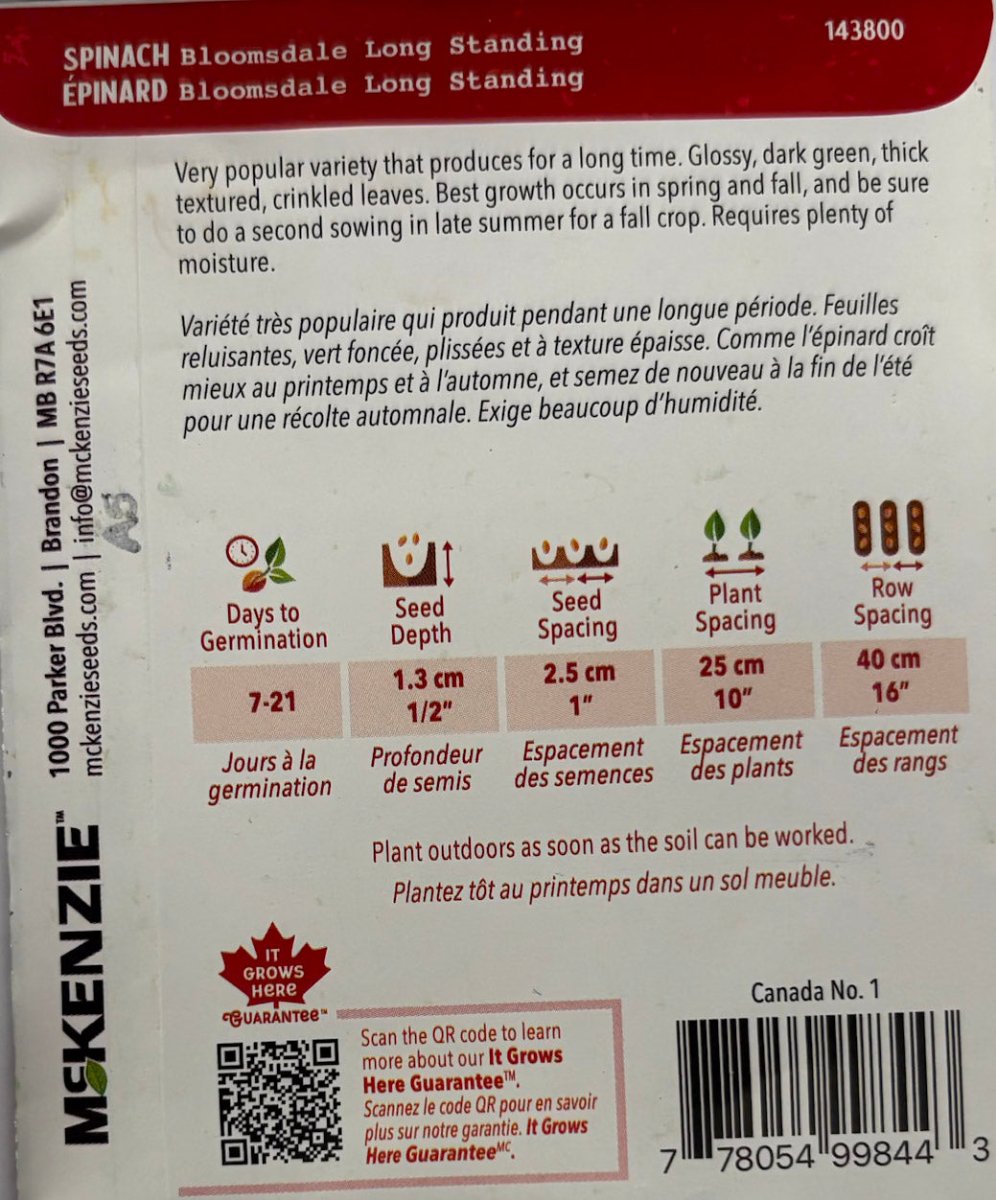 SPINACH Bloomsdale Long Standing
ÉPINARD Bloomsdale Long Standing
143800
Very popular variety that produces for a long time. Glossy, dark green, thick
textured, crinkled leaves. Best growth occurs in spring and fall, and be sure
to do a second sowing in late summer for a fall crop. Requires plenty of
moisture.
Variété très populaire qui produit pendant une longue période. Feuilles
reluisantes, vert foncée, plissées et à texture épaisse. Comme l'épinard croît
mieux au printemps et à l'automne, et semez de nouveau à la fin de l'été
pour une récolte automnale. Exige beaucoup d'humidité.
McKENZIE™
1000 Parker Blvd. | Brandon | MB R7A 6E1
mckenzieseeds.com | info@mckenzieseeds.com
A5
Days to
Germination
7-21
Jours à la
germination
Seed
Depth
1.3 cm
1/2"
Profondeur
de semis
Seed
Spacing
2.5 cm
1"
Espacement
des semences
Plant
Spacing
25 cm
10"
Espacement
des plants
Row
Spacing
40 cm
16"
Espacement
des rangs
Plant outdoors as soon as the soil can be worked.
Plantez tôt au printemps dans un sol meuble.
IT
GROWS
HERE
GUARANTEE™
Scan the QR code to learn
more about our It Grows
Here Guarantee™.
Scannez le code QR pour en savoir
plus sur notre garantie. It Grows
Here Guarantee^MC.
Canada No. 1
7 78054 99844 3